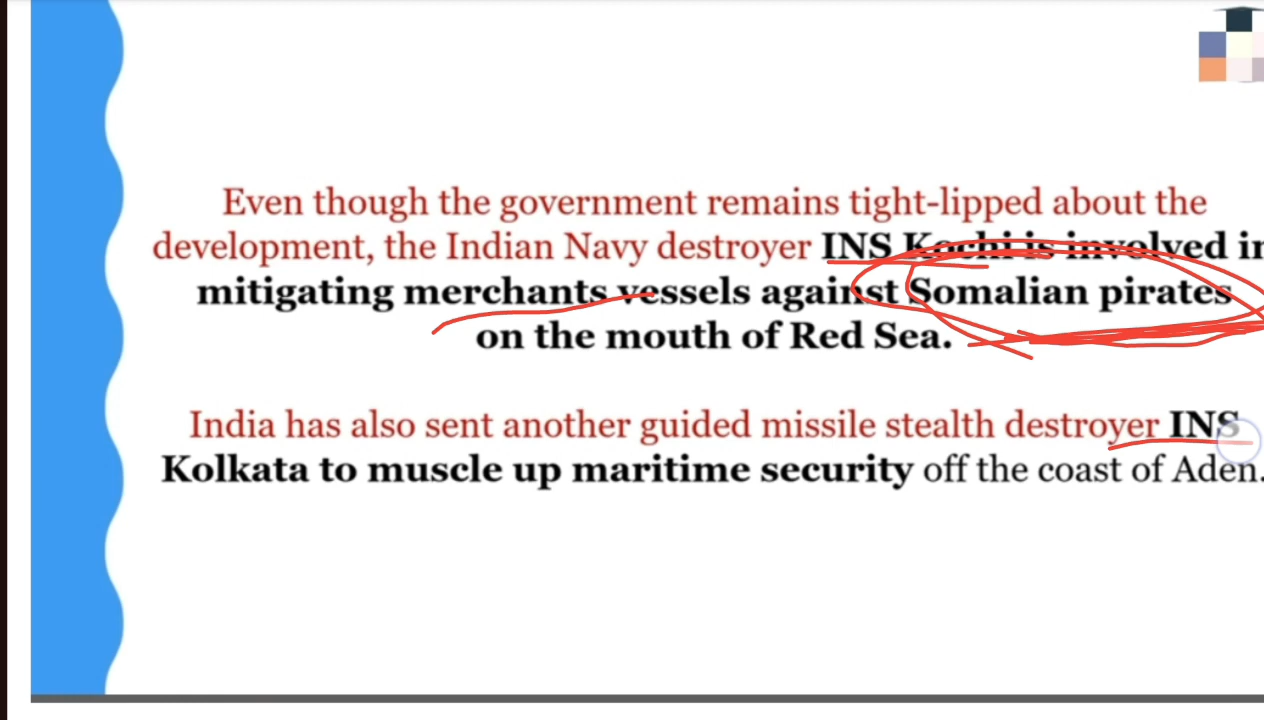 Even though the government remains tight-lipped about the
development, the Indian Navy destroyer INS Kochi is involved in
mitigating merchants vessels against Somalian pirates
on the mouth of Red Sea.
India has also sent another guided missile stealth destroyer INS
Kolkata to muscle up maritime security off the coast of Aden.